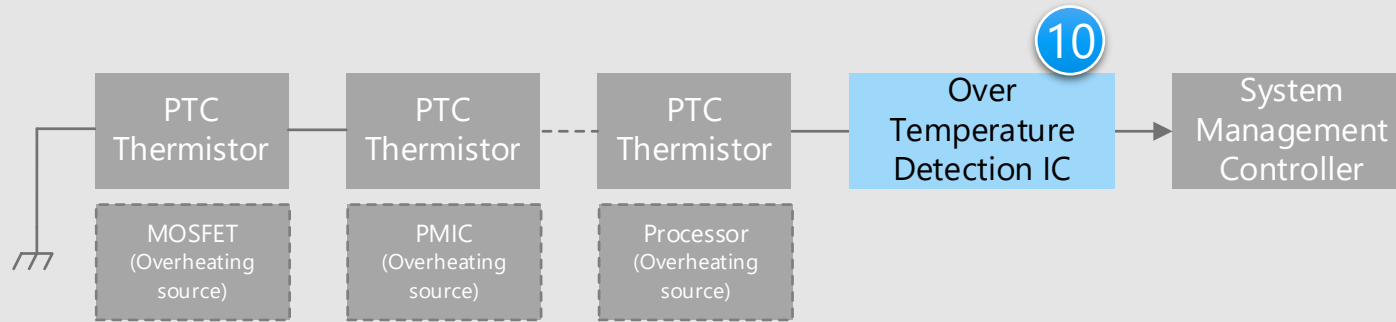 10
PTC
Thermistor
PTC
Thermistor
PTC
Thermistor
Over
Temperature
Detection IC
System
Management
Controller
MOSFET
(Overheating
source)
PMIC
(Overheating
source)
Processor
(Overheating
source)